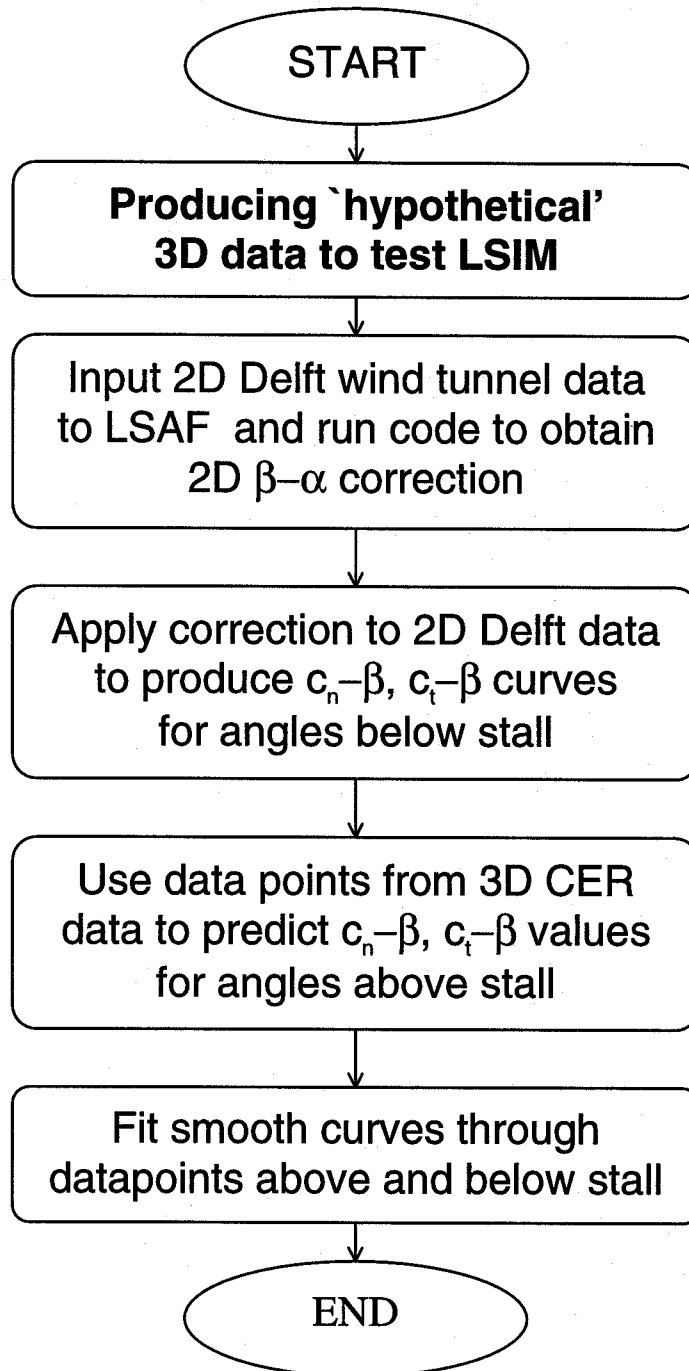 START
Producing `hypothetical'
3D data to test LSIM
Input 2D Delft wind tunnel data
to LSAF and run code to obtain
2D β–α correction
Apply correction to 2D Delft data
to produce cₙ–β, cₜ–β curves
for angles below stall
Use data points from 3D CER
data to predict cₙ–β, cₜ–β values
for angles above stall
Fit smooth curves through
datapoints above and below stall
END